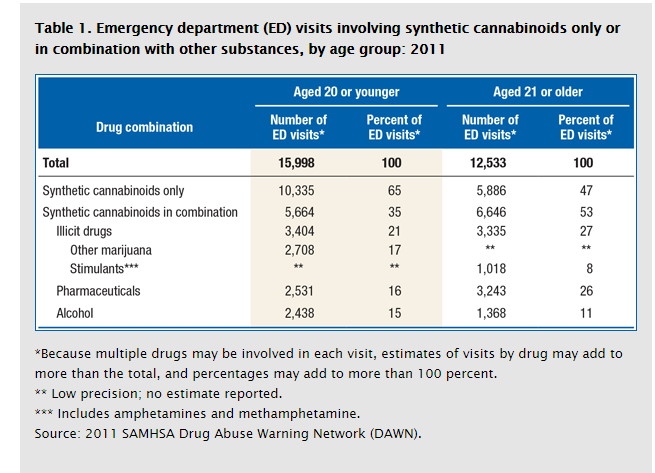 Table 1. Emergency department (ED) visits involving synthetic cannabinoids only or
in combination with other substances, by age group: 2011
Aged 20 or younger Aged 21 or older
Drug combination Number of ED visits* Percent of ED visits* Number of ED visits* Percent of ED visits*
Total 15,998 100 12,533 100
Synthetic cannabinoids only 10,335 65 5,886 47
Synthetic cannabinoids in combination 5,664 35 6,646 53
Illicit drugs 3,404 21 3,335 27
Other marijuana 2,708 17 ** **
Stimulants*** ** ** 1,018 8
Pharmaceuticals 2,531 16 3,243 26
Alcohol 2,438 15 1,368 11
*Because multiple drugs may be involved in each visit, estimates of visits by drug may add to
more than the total, and percentages may add to more than 100 percent.
** Low precision; no estimate reported.
*** Includes amphetamines and methamphetamine.
Source: 2011 SAMHSA Drug Abuse Warning Network (DAWN).